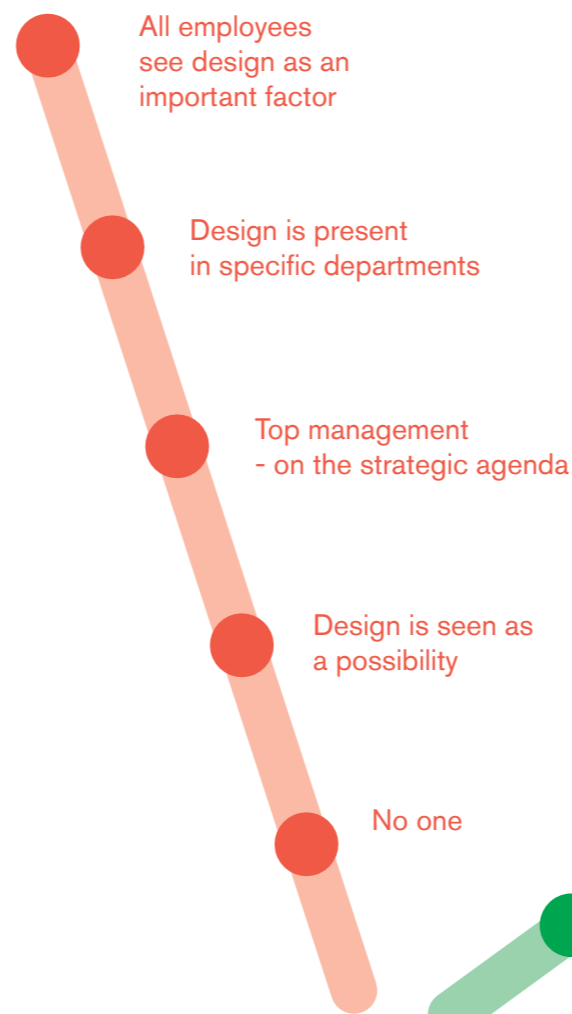 All employees
see design as an
important factor
Design is present
in specific departments
Top management
- on the strategic agenda
Design is seen as
a possibility
No one